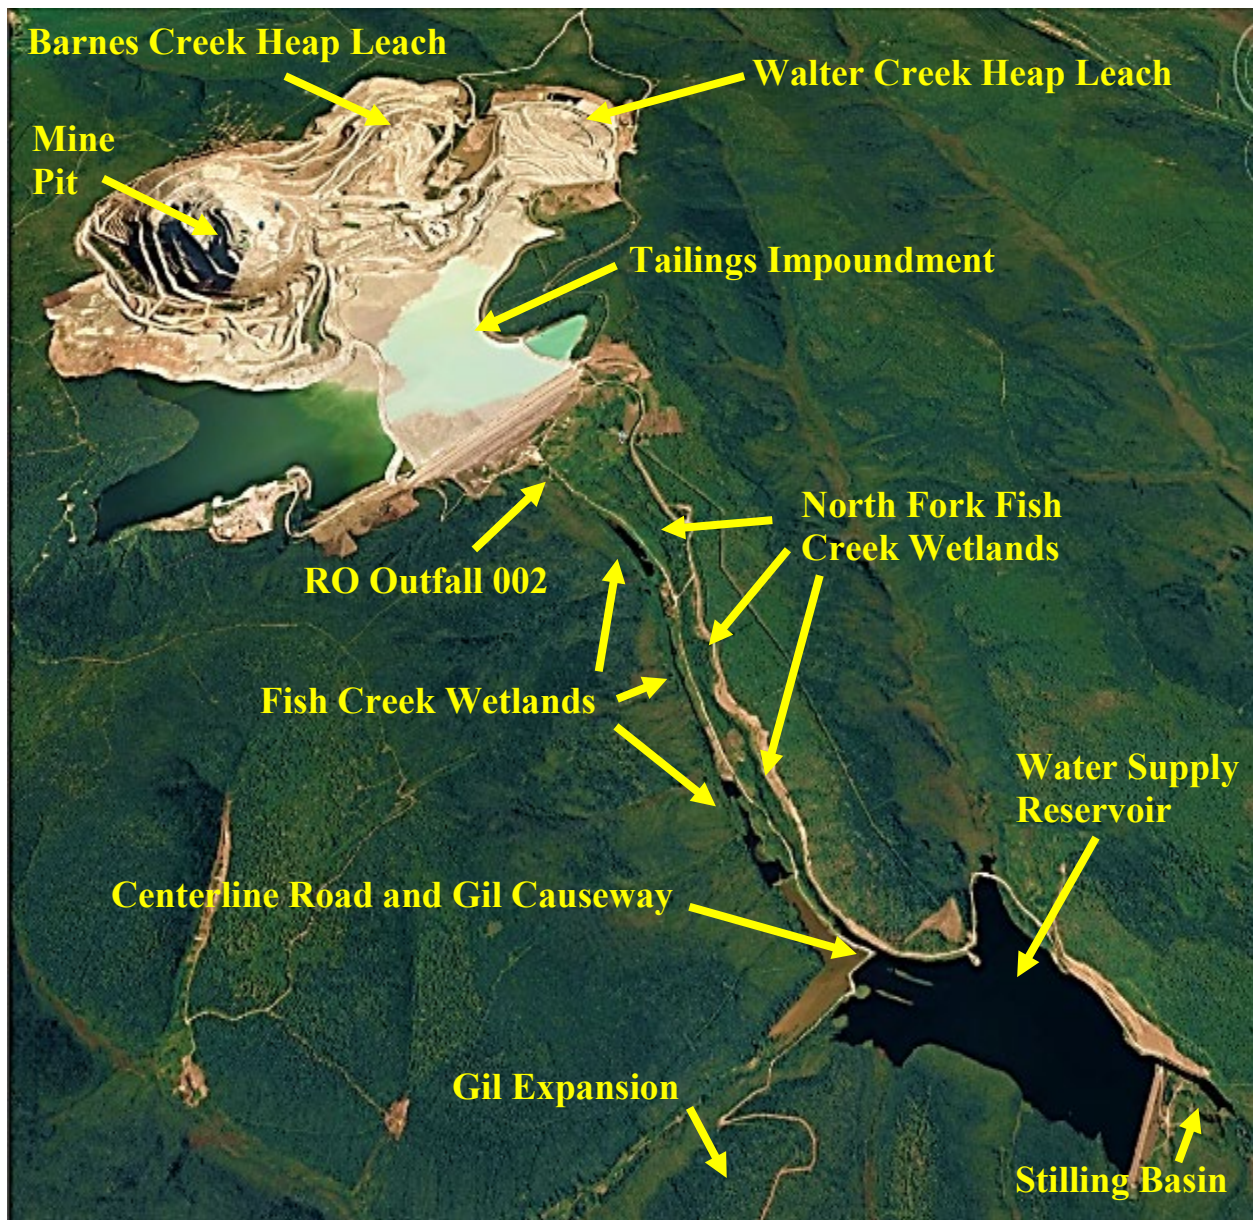 Barnes Creek Heap Leach
Walter Creek Heap Leach
Mine
Pit
Tailings Impoundment
North Fork Fish
Creek Wetlands
RO Outfall 002
Fish Creek Wetlands
Water Supply
Reservoir
Centerline Road and Gil Causeway
Gil Expansion
Stilling Basin